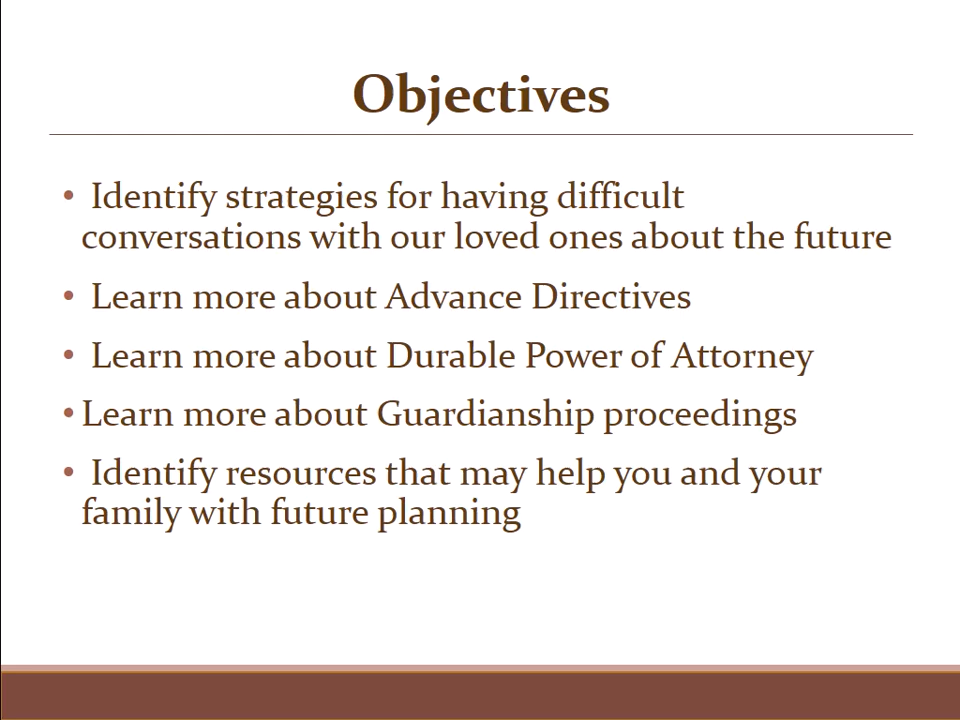 Objectives
• Identify strategies for having difficult
conversations with our loved ones about the future
• Learn more about Advance Directives
• Learn more about Durable Power of Attorney
• Learn more about Guardianship proceedings
• Identify resources that may help you and your
family with future planning